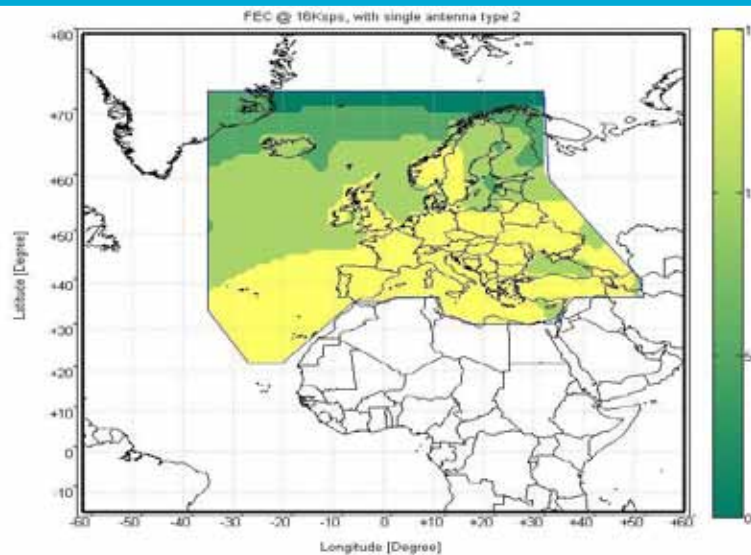 FEC @ 16Ksps, with single antenna type 2
+80
+70
+60
+50
+40
+30
+20
+10
0
-10
-60 -50 -40 -30 -20 -10 0 +10 +20 +30 +40 +50 +60
Latitude [Degree]
Longitude [Degree]
0